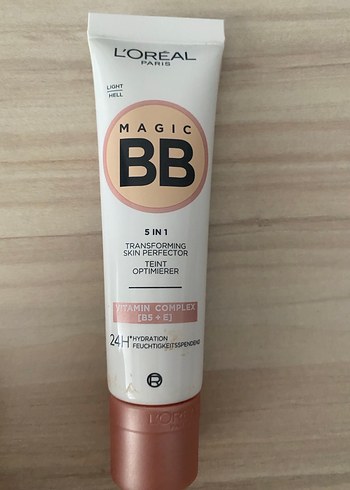 L'ORÉAL
PARIS
LIGHT
HELL
MAGIC
BB
5 IN 1
TRANSFORMING
SKIN PERFECTOR
TEINT
OPTIMIERER
VITAMIN COMPLEX
[B5 + E]
24H* HYDRATION
FEUCHTIGKEITSSPENDEND
L'ORÉ